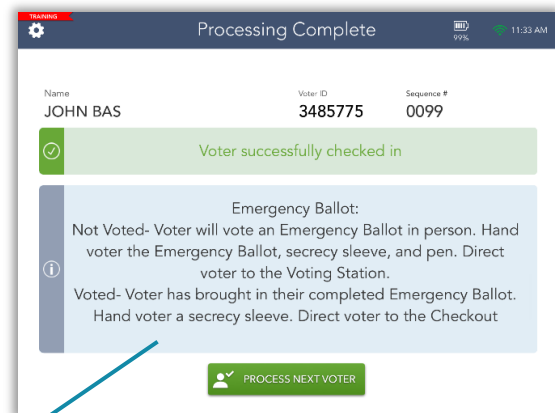 TRAINING
Processing Complete
99%
11:33 AM
Name
Voter ID
Sequence #
JOHN BAS
3485775
0099
Voter successfully checked in
Emergency Ballot:
Not Voted- Voter will vote an Emergency Ballot in person. Hand
voter the Emergency Ballot, secrecy sleeve, and pen. Direct
voter to the Voting Station.
Voted- Voter has brought in their completed Emergency Ballot.
Hand voter a secrecy sleeve. Direct voter to the Checkout
PROCESS NEXT VOTER